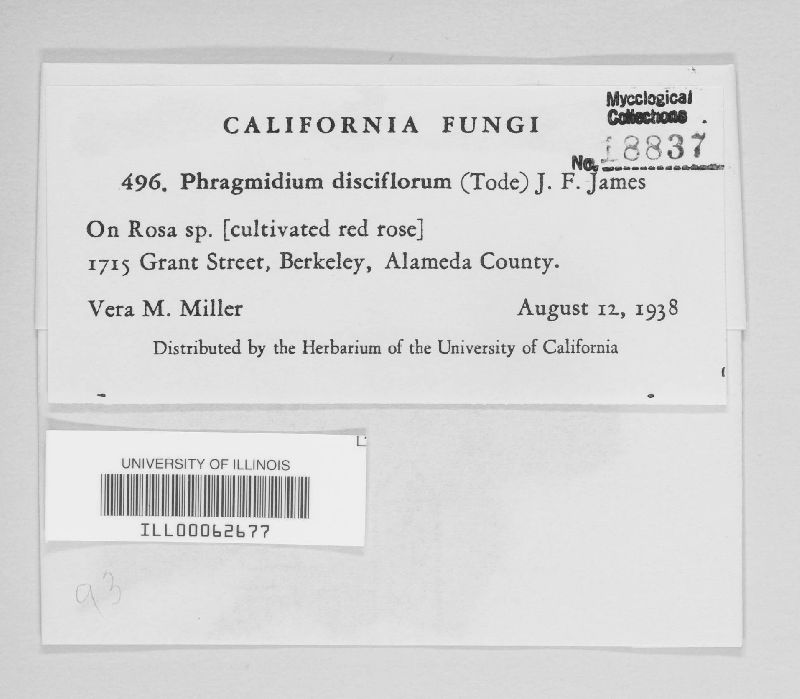 CALIFORNIA FUNGI
Mycological
Collections
No. 18837
496. Phragmidium disciflorum (Tode) J. F. James
On Rosa sp. [cultivated red rose]
1715 Grant Street, Berkeley, Alameda County.
Vera M. Miller August 12, 1938
Distributed by the Herbarium of the University of California
UNIVERSITY OF ILLINOIS
ILL00062677
93